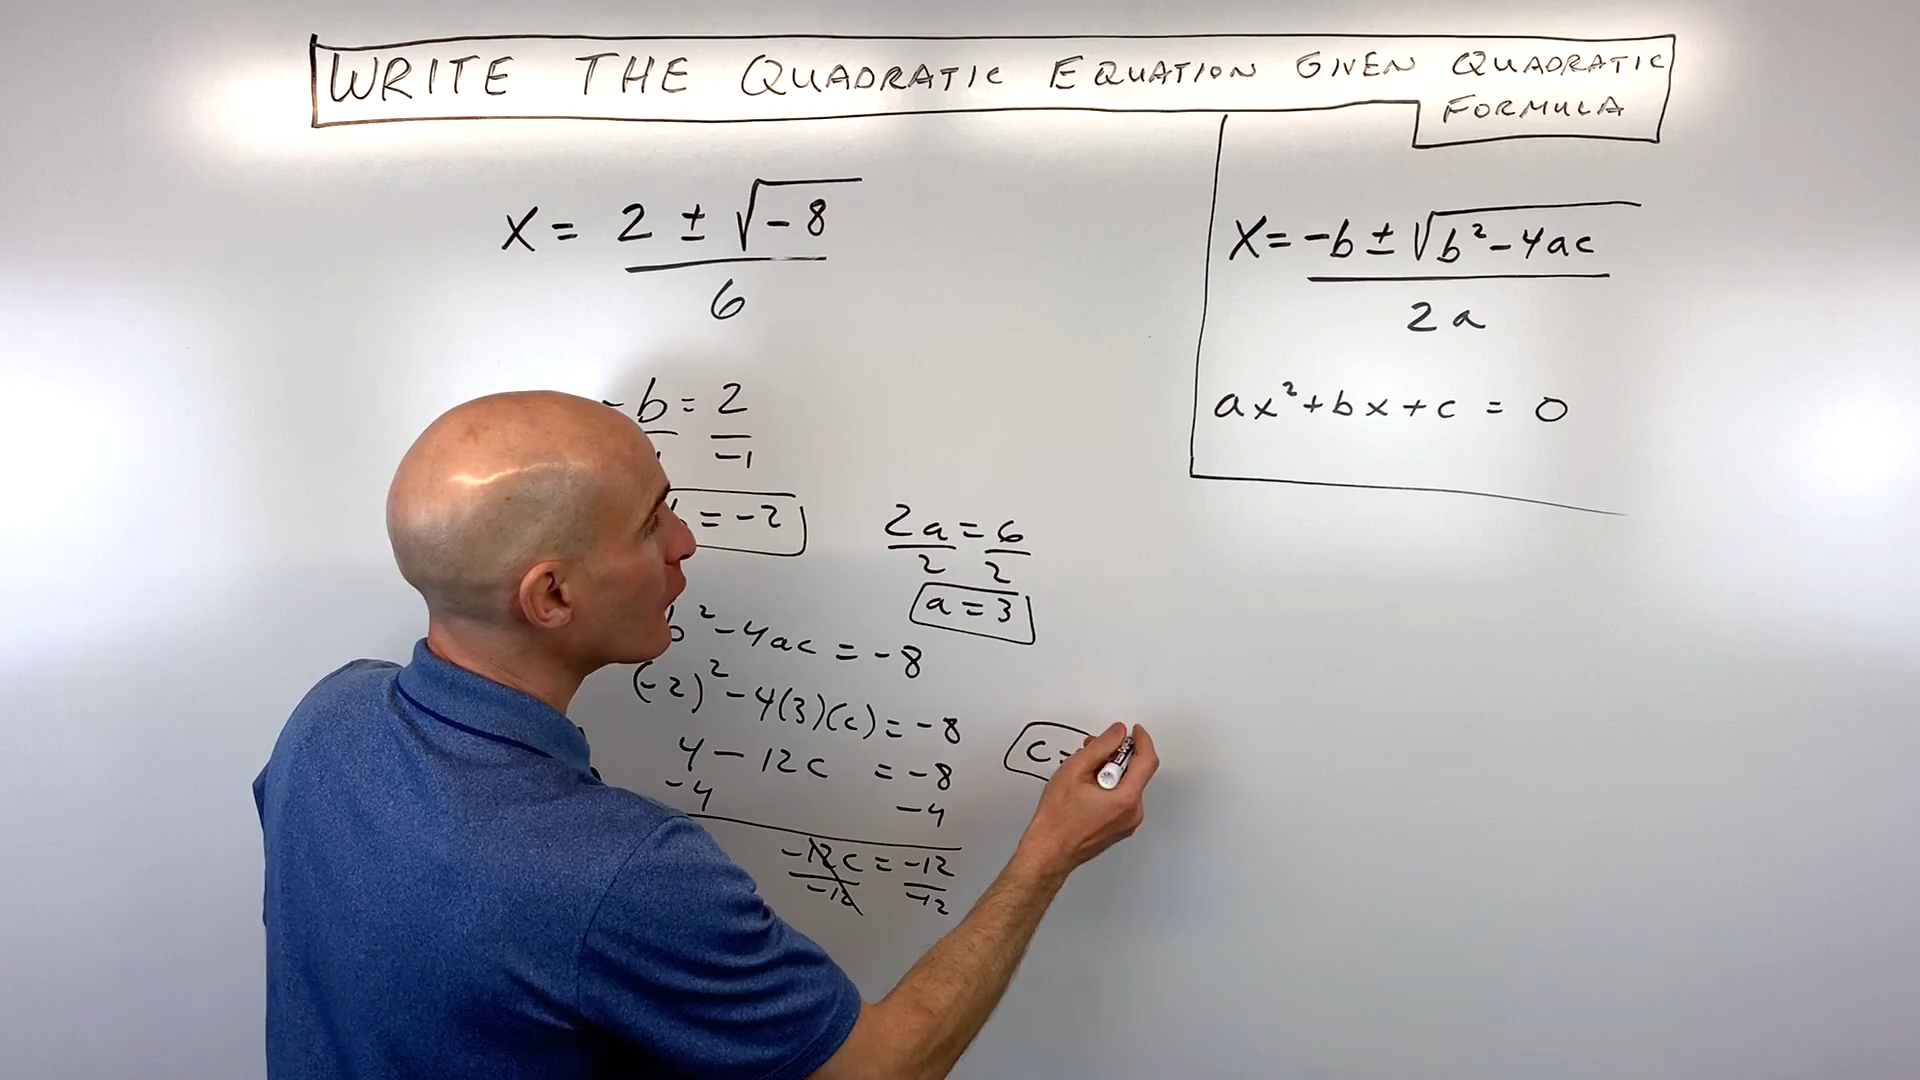 WRITE THE QUADRATIC EQUATION GIVEN QUADRATIC
FORMULA
x = 2 ± √-8
6
X = -b ± √b² - 4ac
2a
ax² + bx + c = 0
-b = 2
-1
= -2
2a = 6
2 2
a = 3
b² - 4ac = -8
(-2)² - 4(3)(c) = -8
4 - 12c = -8
-4 -4
-12c = -12
-12 -12
c =